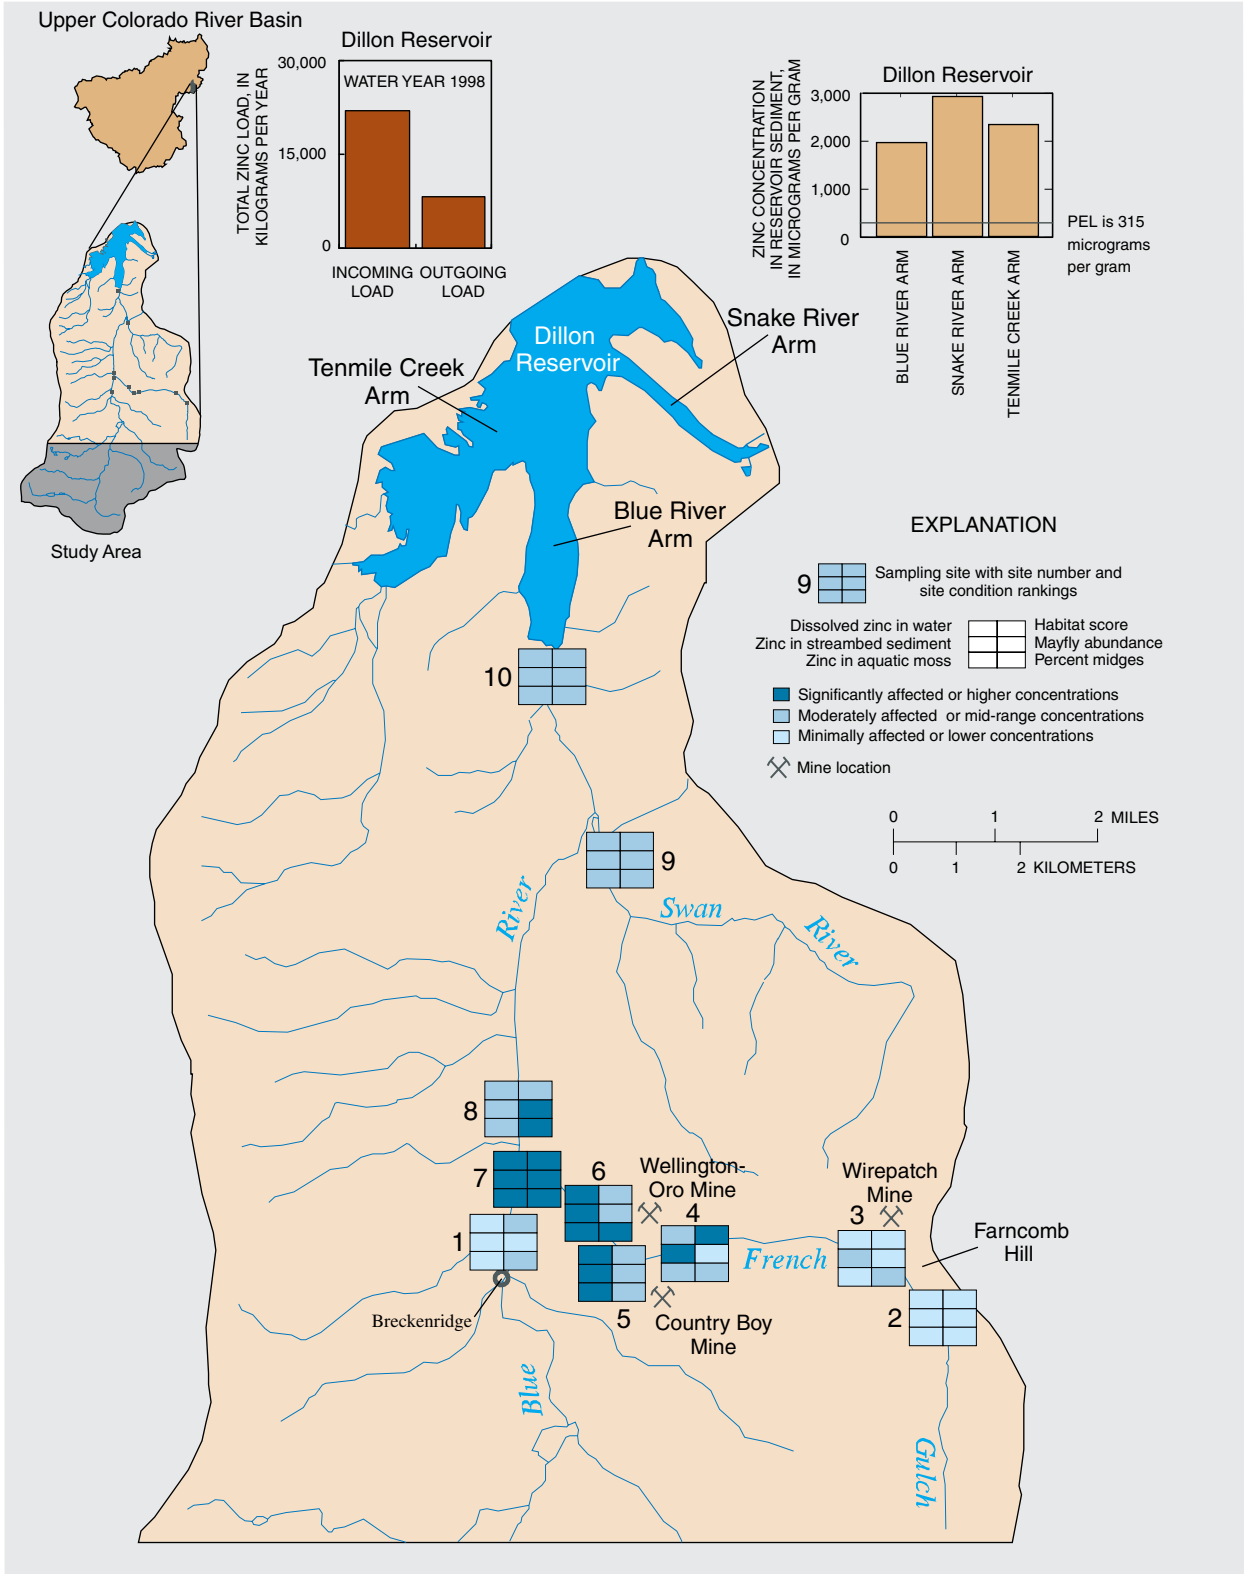 Upper Colorado River Basin
Study Area
Dillon Reservoir
TOTAL ZINC LOAD, IN
KILOGRAMS PER YEAR
30,000
15,000
0
WATER YEAR 1998
INCOMING
LOAD
OUTGOING
LOAD
Dillon Reservoir
ZINC CONCENTRATION
IN RESERVOIR SEDIMENT,
IN MICROGRAMS PER GRAM
3,000
2,000
1,000
0
PEL is 315
micrograms
per gram
BLUE RIVER ARM
SNAKE RIVER ARM
TENMILE CREEK ARM
Dillon
Reservoir
Snake River
Arm
Tenmile Creek
Arm
Blue River
Arm
EXPLANATION
9
Sampling site with site number and
site condition rankings
Dissolved zinc in water
Zinc in streambed sediment
Zinc in aquatic moss
Habitat score
Mayfly abundance
Percent midges
Significantly affected or higher concentrations
Moderately affected or mid-range concentrations
Minimally affected or lower concentrations
Mine location
0 1 2 MILES
0 1 2 KILOMETERS
10
9
River
Swan
River
8
7
6
Wellington-
Oro Mine
4
Wirepatch
Mine
3
1
French
Farncomb
Hill
Breckenridge
5
Country Boy
Mine
2
Blue
Gulch